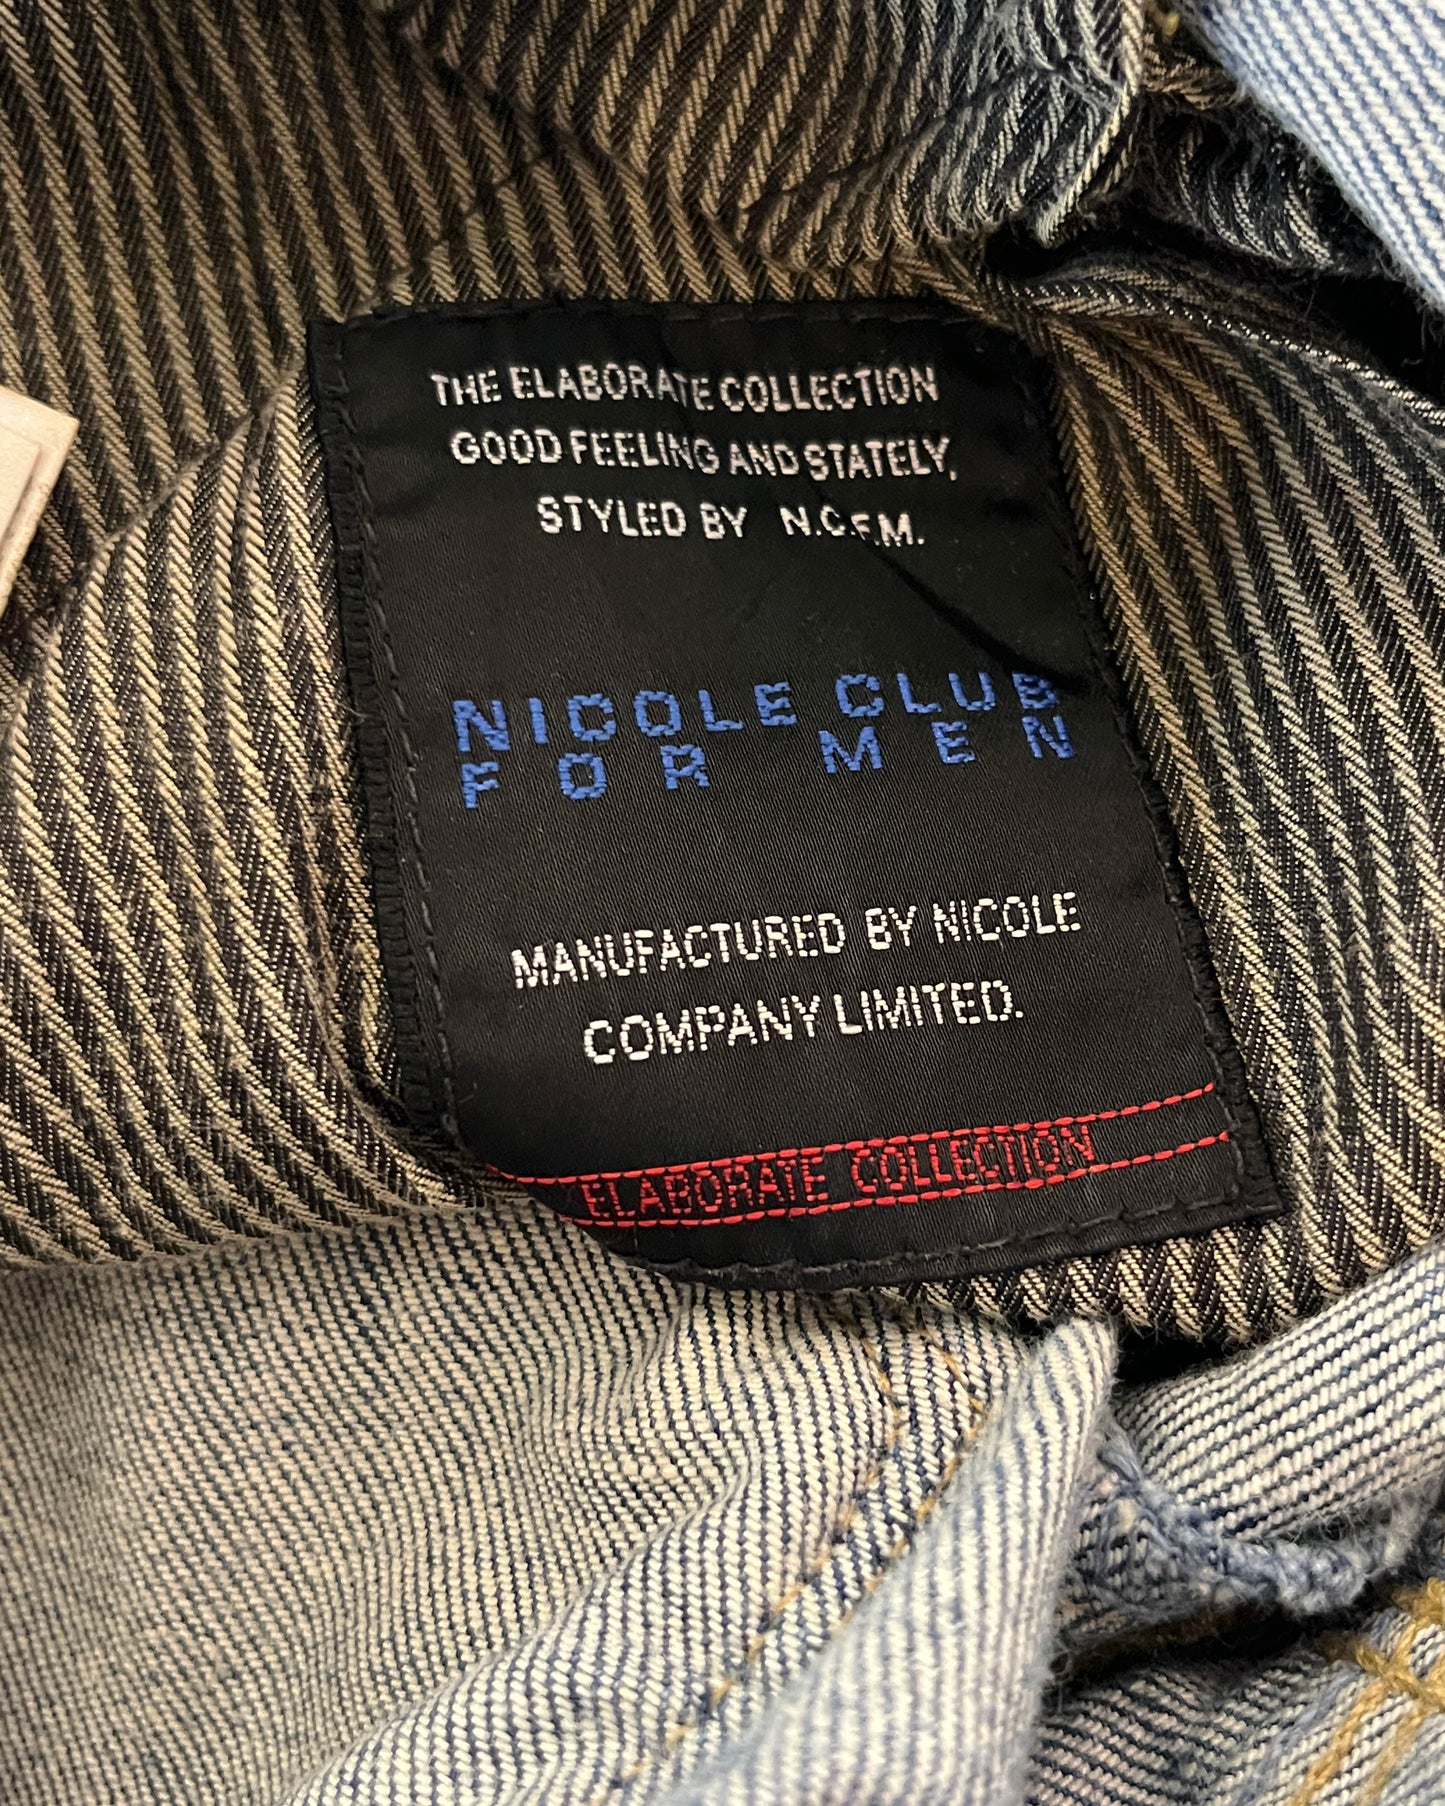 THE ELABORATE COLLECTION
GOOD FEELING AND STATELY,
STYLED BY N.C.F.M.
NICOLE CLUB
FOR MEN
MANUFACTURED BY NICOLE
COMPANY LIMITED.
ELABORATE COLLECTION